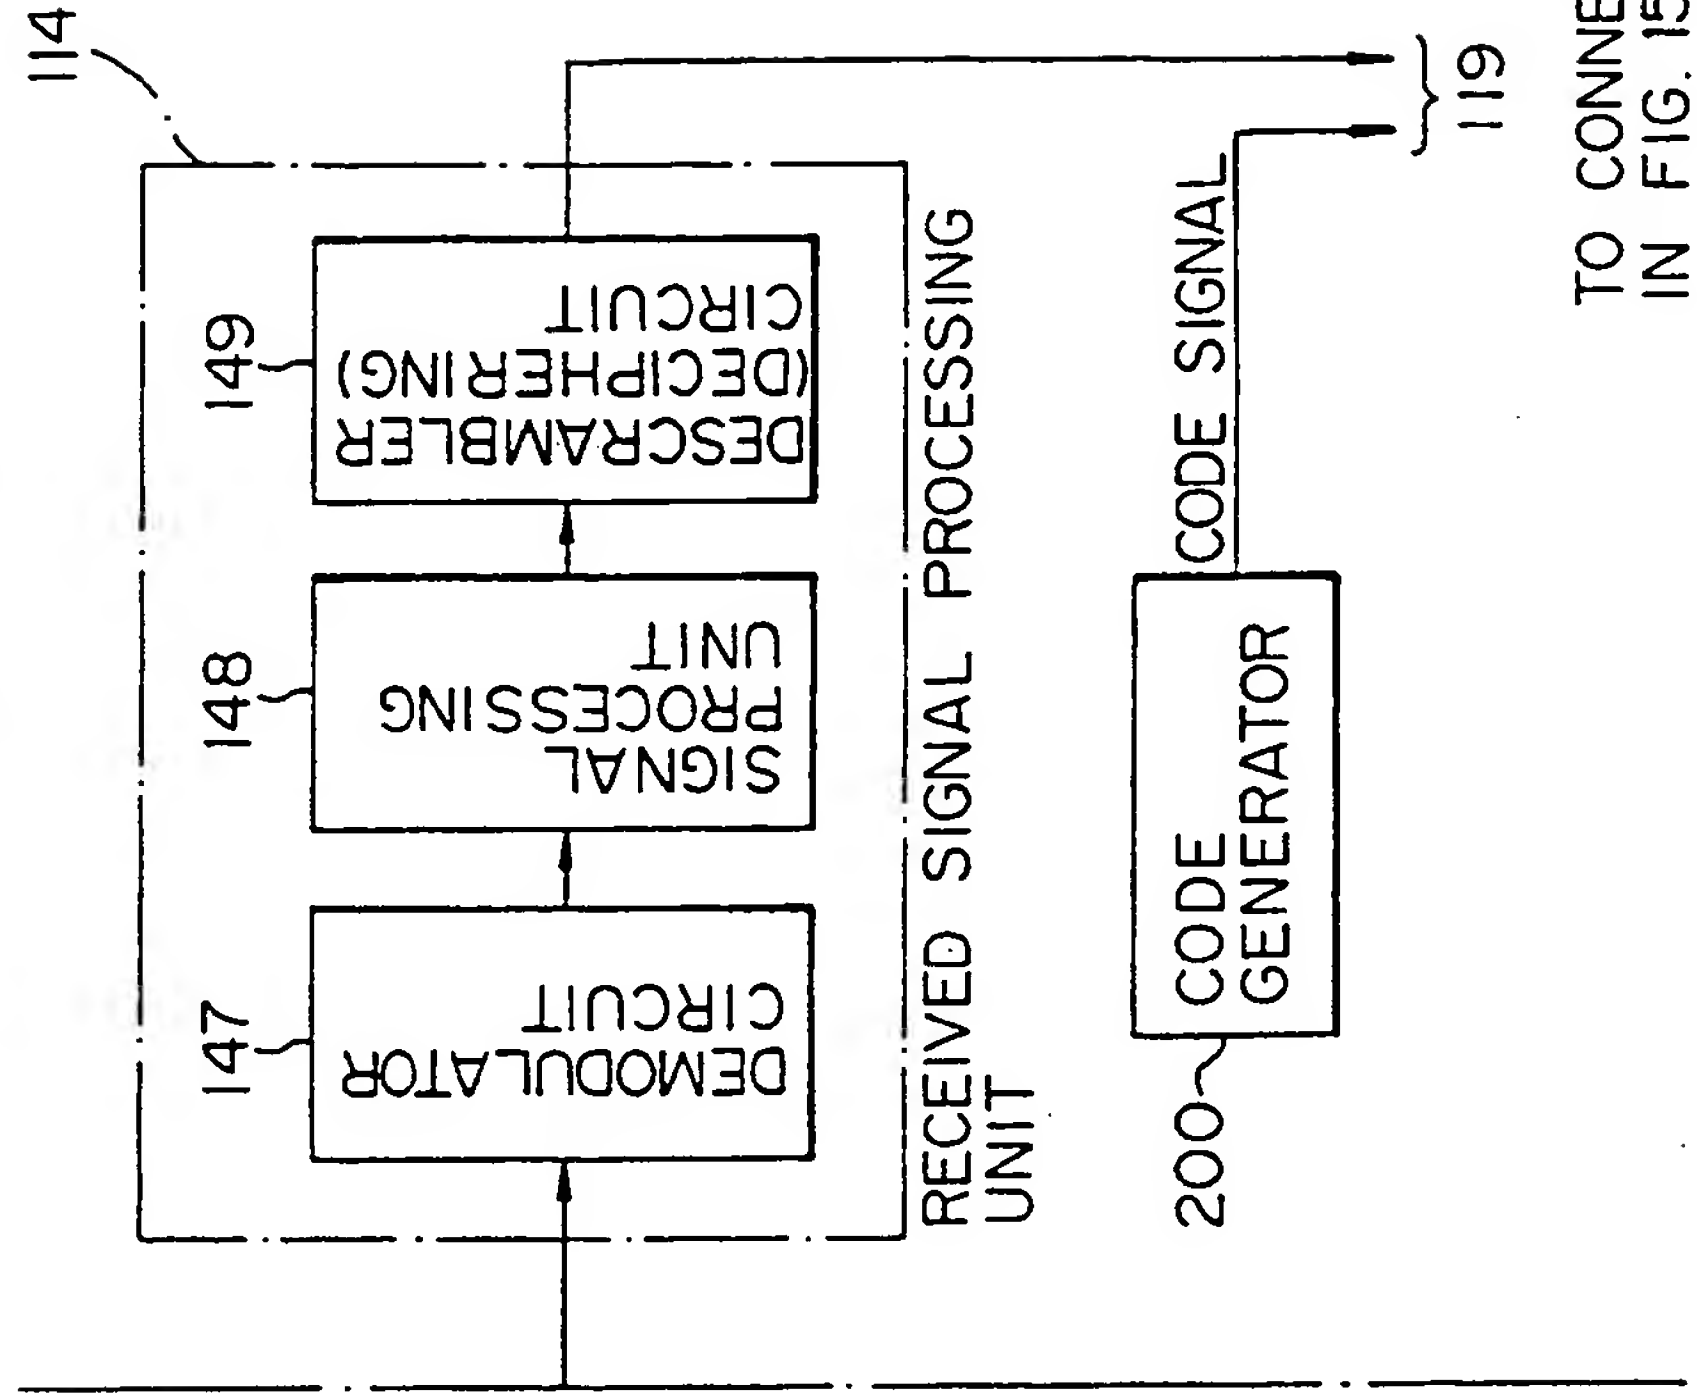 114
147
DEMODULATOR
CIRCUIT
148
SIGNAL
PROCESSING
UNIT
149
DESCRAMBLER
(DECIPHERING)
CIRCUIT
RECEIVED SIGNAL PROCESSING
UNIT
200
CODE
GENERATOR
CODE SIGNAL
119
TO CONNE
IN FIG. 15